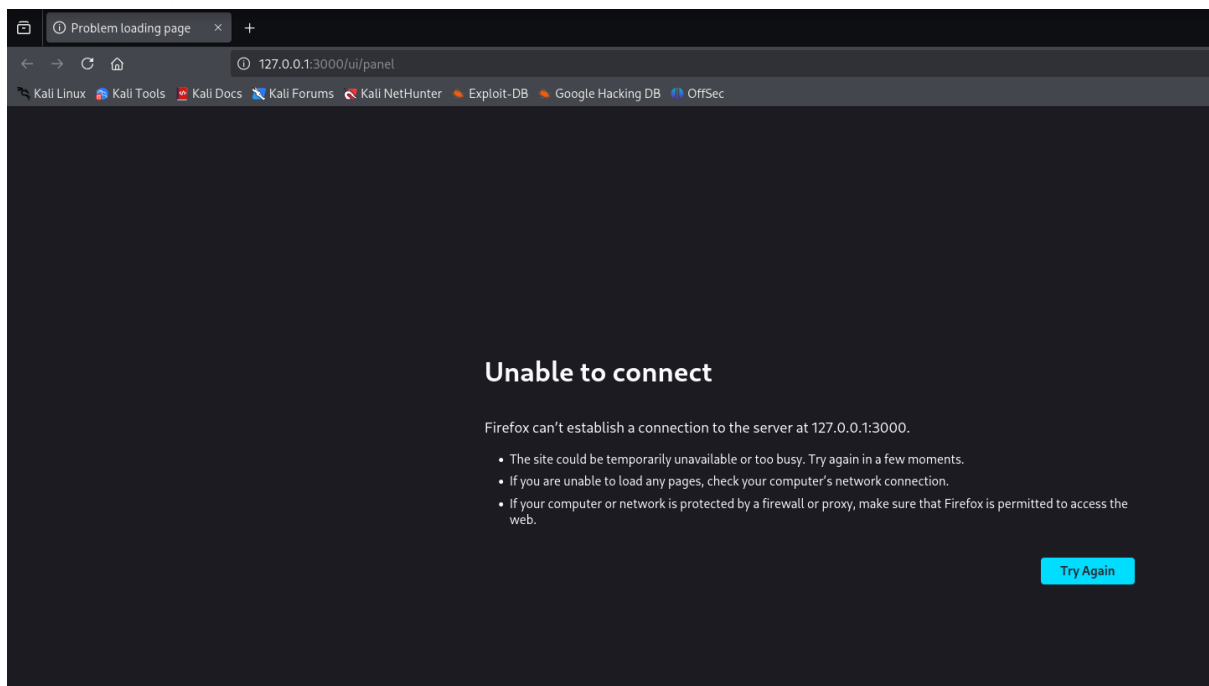 Problem loading page
127.0.0.1:3000/ui/panel
Kali Linux Kali Tools Kali Docs Kali Forums Kali NetHunter Exploit-DB Google Hacking DB OffSec
Unable to connect
Firefox can’t establish a connection to the server at 127.0.0.1:3000.
• The site could be temporarily unavailable or too busy. Try again in a few moments.
• If you are unable to load any pages, check your computer’s network connection.
• If your computer or network is protected by a firewall or proxy, make sure that Firefox is permitted to access the
web.
Try Again